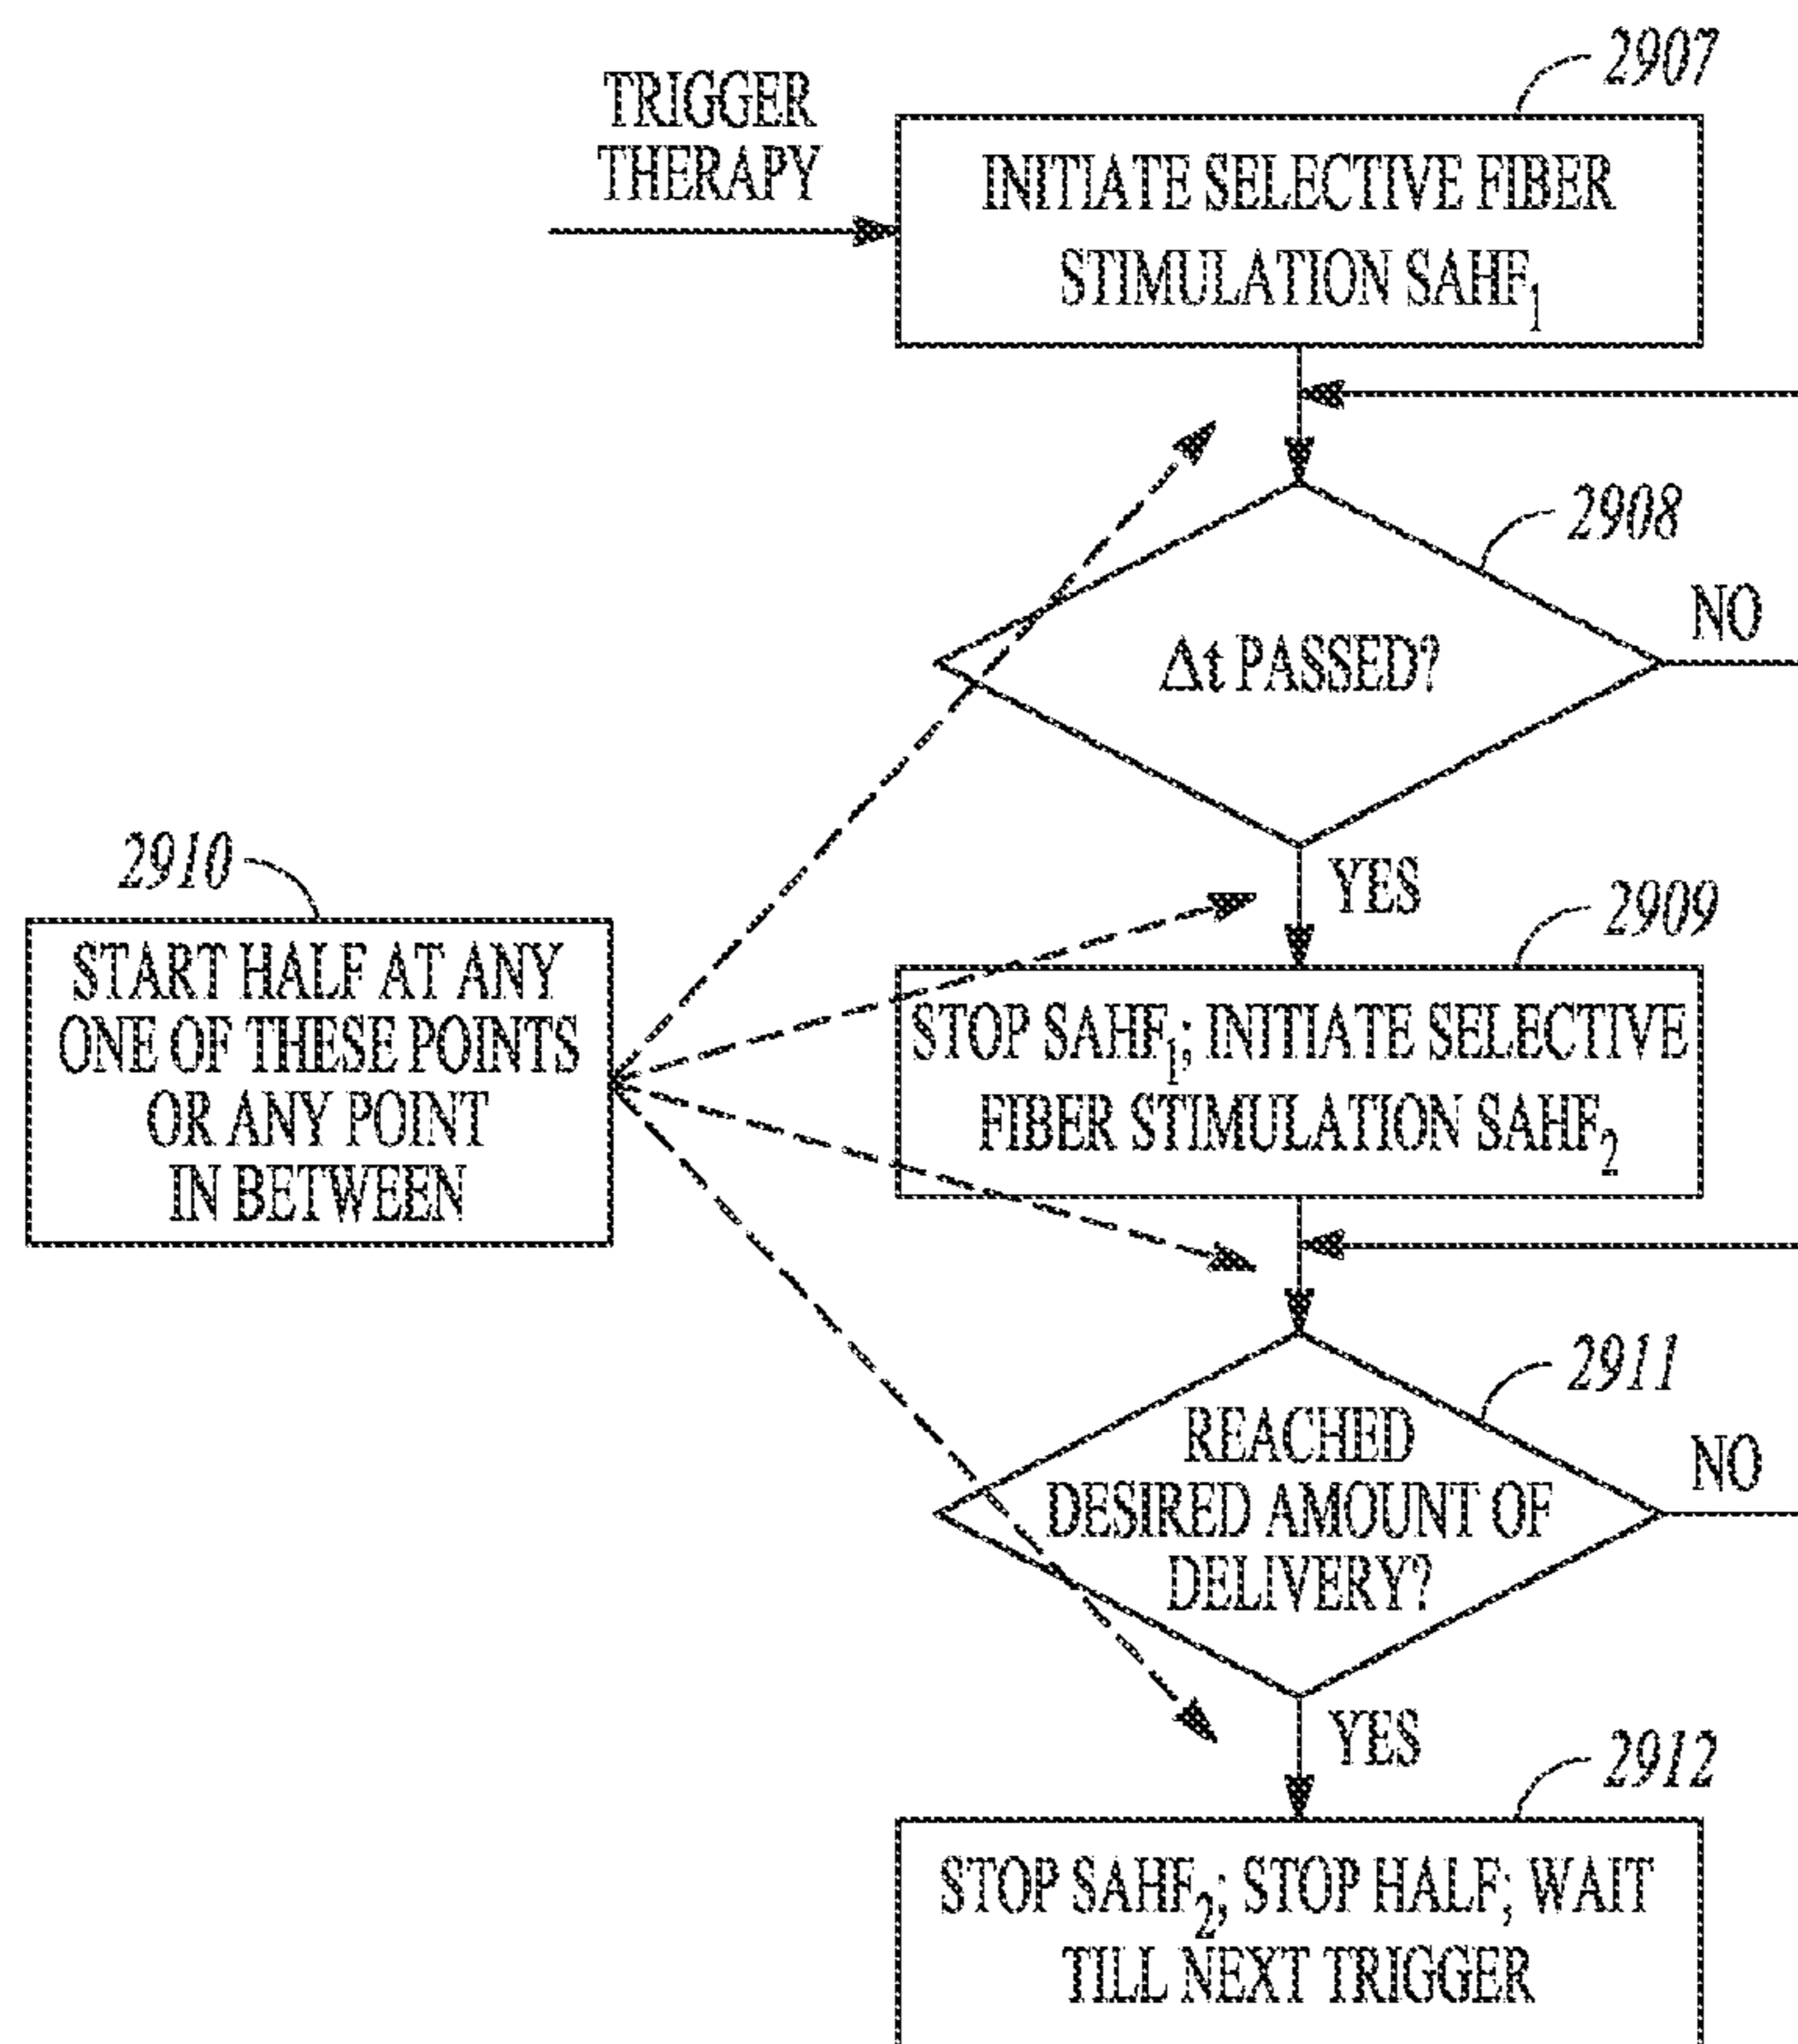 2907
TRIGGER
THERAPY
INITIATE SELECTIVE FIBER
STIMULATION SAHF₁
2908
Δt PASSED?
NO
YES
2910
START HALF AT ANY
ONE OF THESE POINTS
OR ANY POINT
IN BETWEEN
2909
STOP SAHF₁; INITIATE SELECTIVE
FIBER STIMULATION SAHF₂
2911
REACHED
DESIRED AMOUNT OF
DELIVERY?
NO
YES
2912
STOP SAHF₂; STOP HALF; WAIT
TILL NEXT TRIGGER